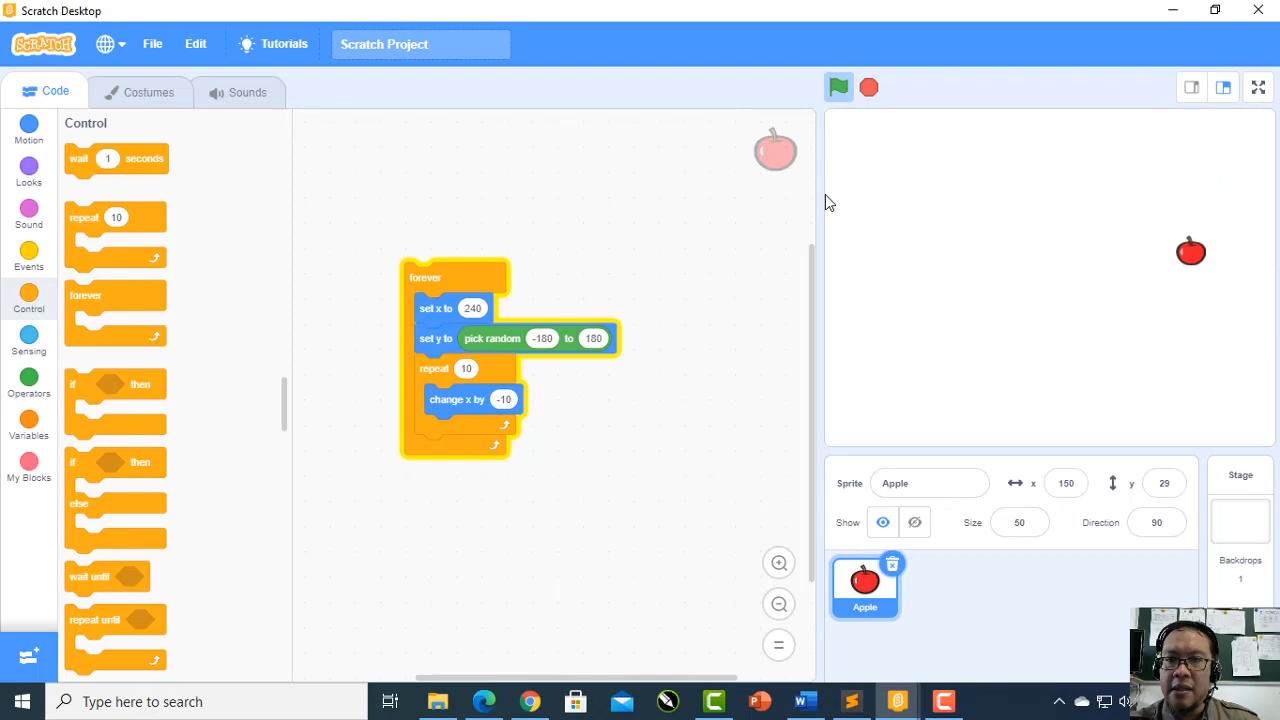 Scratch Desktop
SCRATCH
File
Edit
Tutorials
Scratch Project
Code
Costumes
Sounds
Motion
Looks
Sound
Events
Control
Sensing
Operators
Variables
My Blocks
Control
wait 1 seconds
repeat 10
forever
if then
if then
else
wait until
repeat until
forever
set x to 240
set y to pick random -180 to 180
repeat 10
change x by -10
Sprite Apple x 150 y 29
Show Size 50 Direction 90
Apple
Stage
Backdrops
1
Type here to search